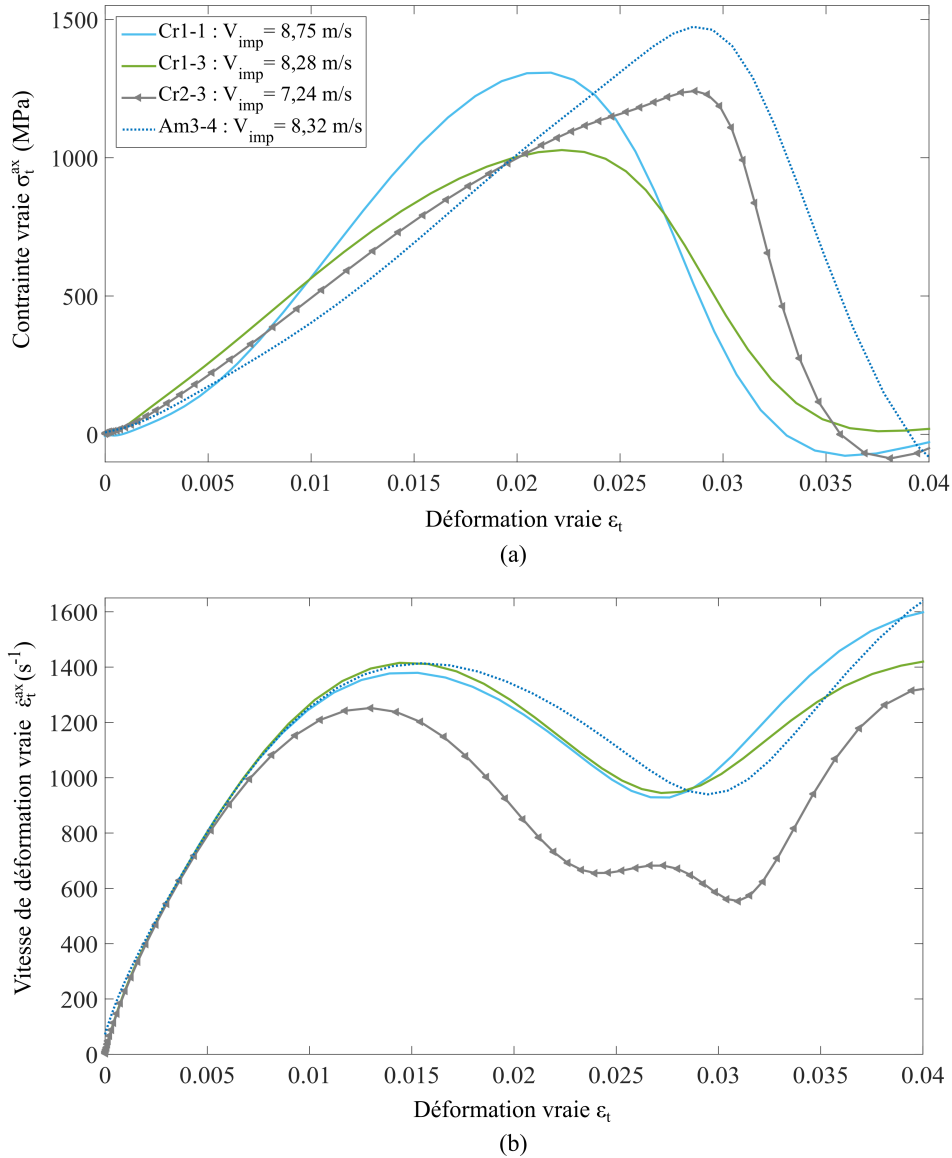 1500
1000
500
0
Contrainte vraie σ_t^ax (MPa)
Cr1-1 : V_imp = 8,75 m/s
Cr1-3 : V_imp = 8,28 m/s
Cr2-3 : V_imp = 7,24 m/s
Am3-4 : V_imp = 8,32 m/s
0 0.005 0.01 0.015 0.02 0.025 0.03 0.035 0.04
Déformation vraie ε_t
(a)
1600
1400
1200
1000
800
600
400
200
0
Vitesse de déformation vraie ε̇_t^ax (s^-1)
0 0.005 0.01 0.015 0.02 0.025 0.03 0.035 0.04
Déformation vraie ε_t
(b)